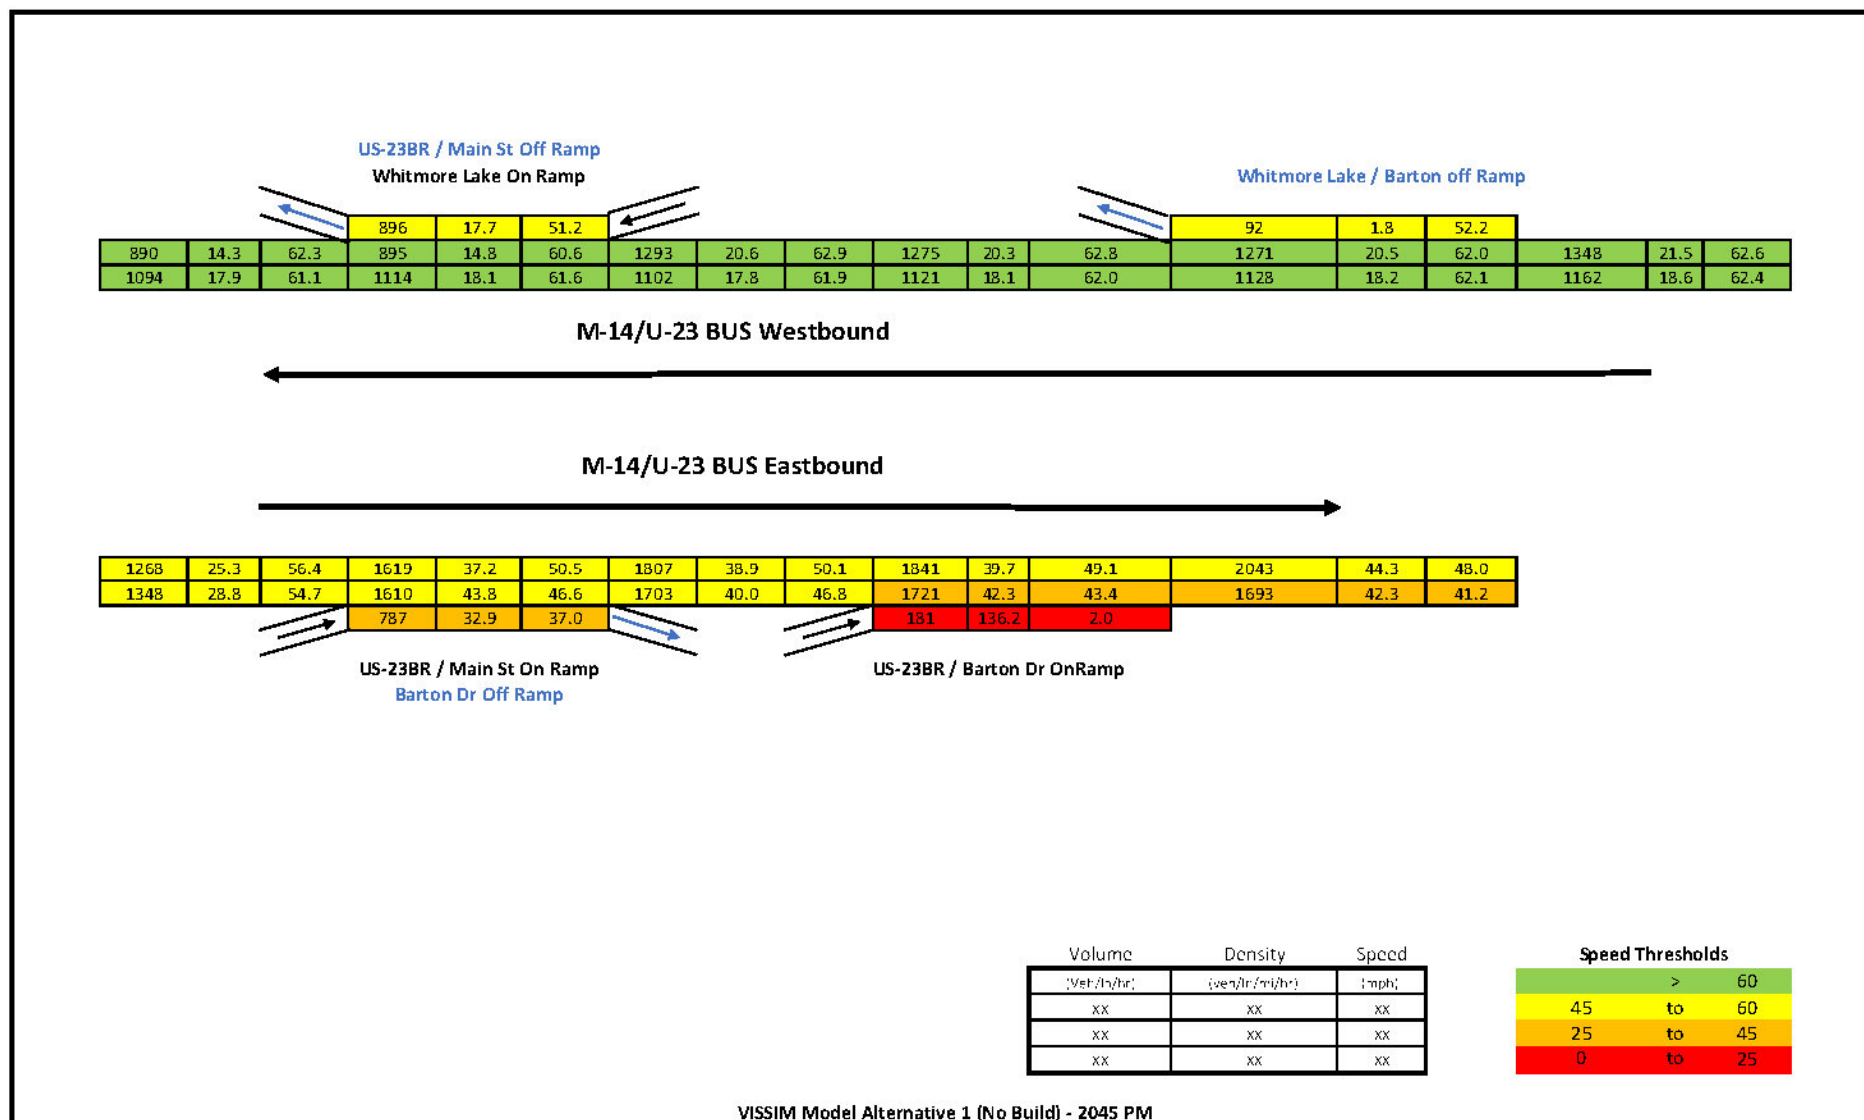 US-23BR / Main St Off Ramp
Whitmore Lake On Ramp
Whitmore Lake / Barton off Ramp
896 17.7 51.2 92 1.8 52.2
890 14.3 62.3 895 14.8 60.6 1293 20.6 62.9 1275 20.3 62.8 1271 20.5 62.0 1348 21.5 62.6
1094 17.9 61.1 1114 18.1 61.6 1102 17.8 61.9 1121 18.1 62.0 1128 18.2 62.1 1162 18.6 62.4
M-14/U-23 BUS Westbound
M-14/U-23 BUS Eastbound
1268 25.3 56.4 1619 37.2 50.5 1807 38.9 50.1 1841 39.7 49.1 2043 44.3 48.0
1348 28.8 54.7 1610 43.8 46.6 1703 40.0 46.8 1721 42.3 43.4 1693 42.3 41.2
787 32.9 37.0 181 136.2 2.0
US-23BR / Main St On Ramp
Barton Dr Off Ramp
US-23BR / Barton Dr OnRamp
Volume Density Speed
(Veh/ln/hr) (veh/ln/mi/hr) (mph)
xx xx xx
xx xx xx
xx xx xx
Speed Thresholds
> 60
45 to 60
25 to 45
0 to 25
VISSIM Model Alternative 1 (No Build) - 2045 PM